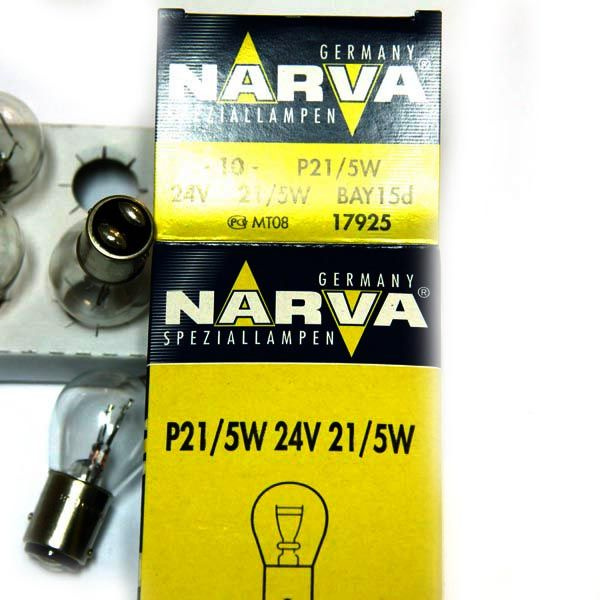 GERMANY
NARVA®
SPEZIALLAMPEN
- 10 - P21/5W
24V 21/5W BAY15d
MT08 17925
GERMANY
NARVA®
SPEZIALLAMPEN
P21/5W 24V 21/5W